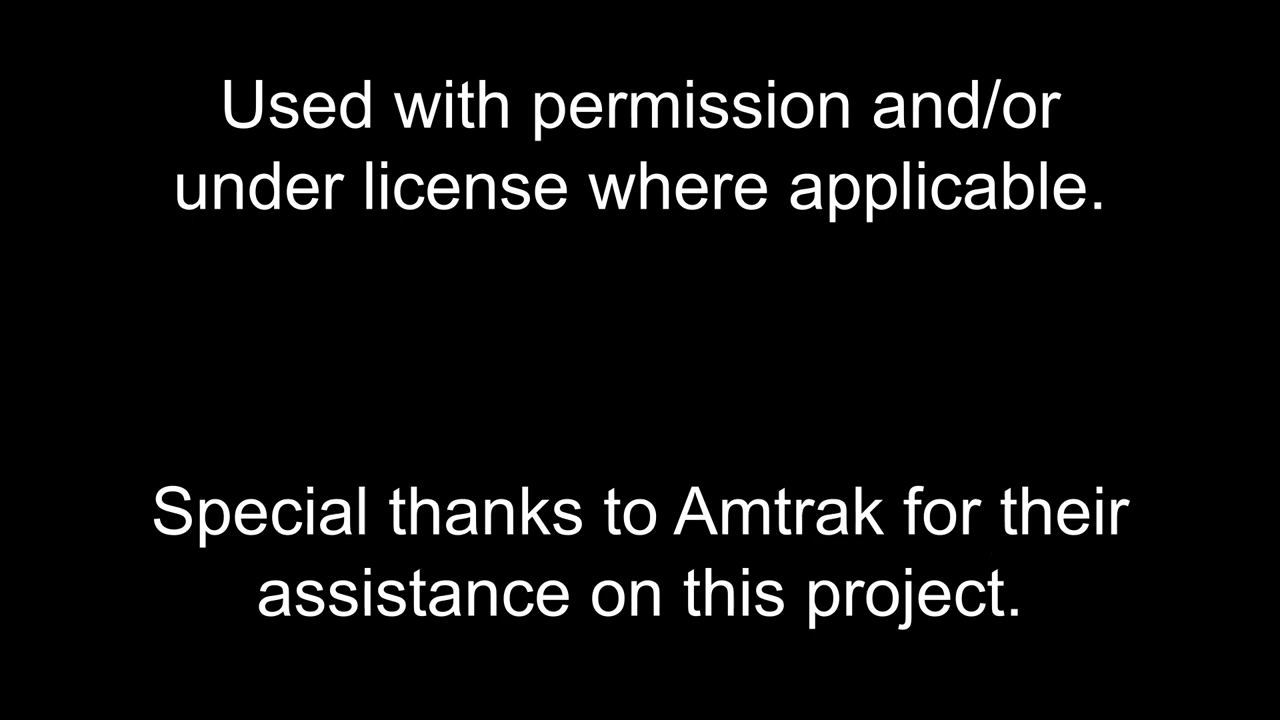 Used with permission and/or
under license where applicable.
Special thanks to Amtrak for their
assistance on this project.